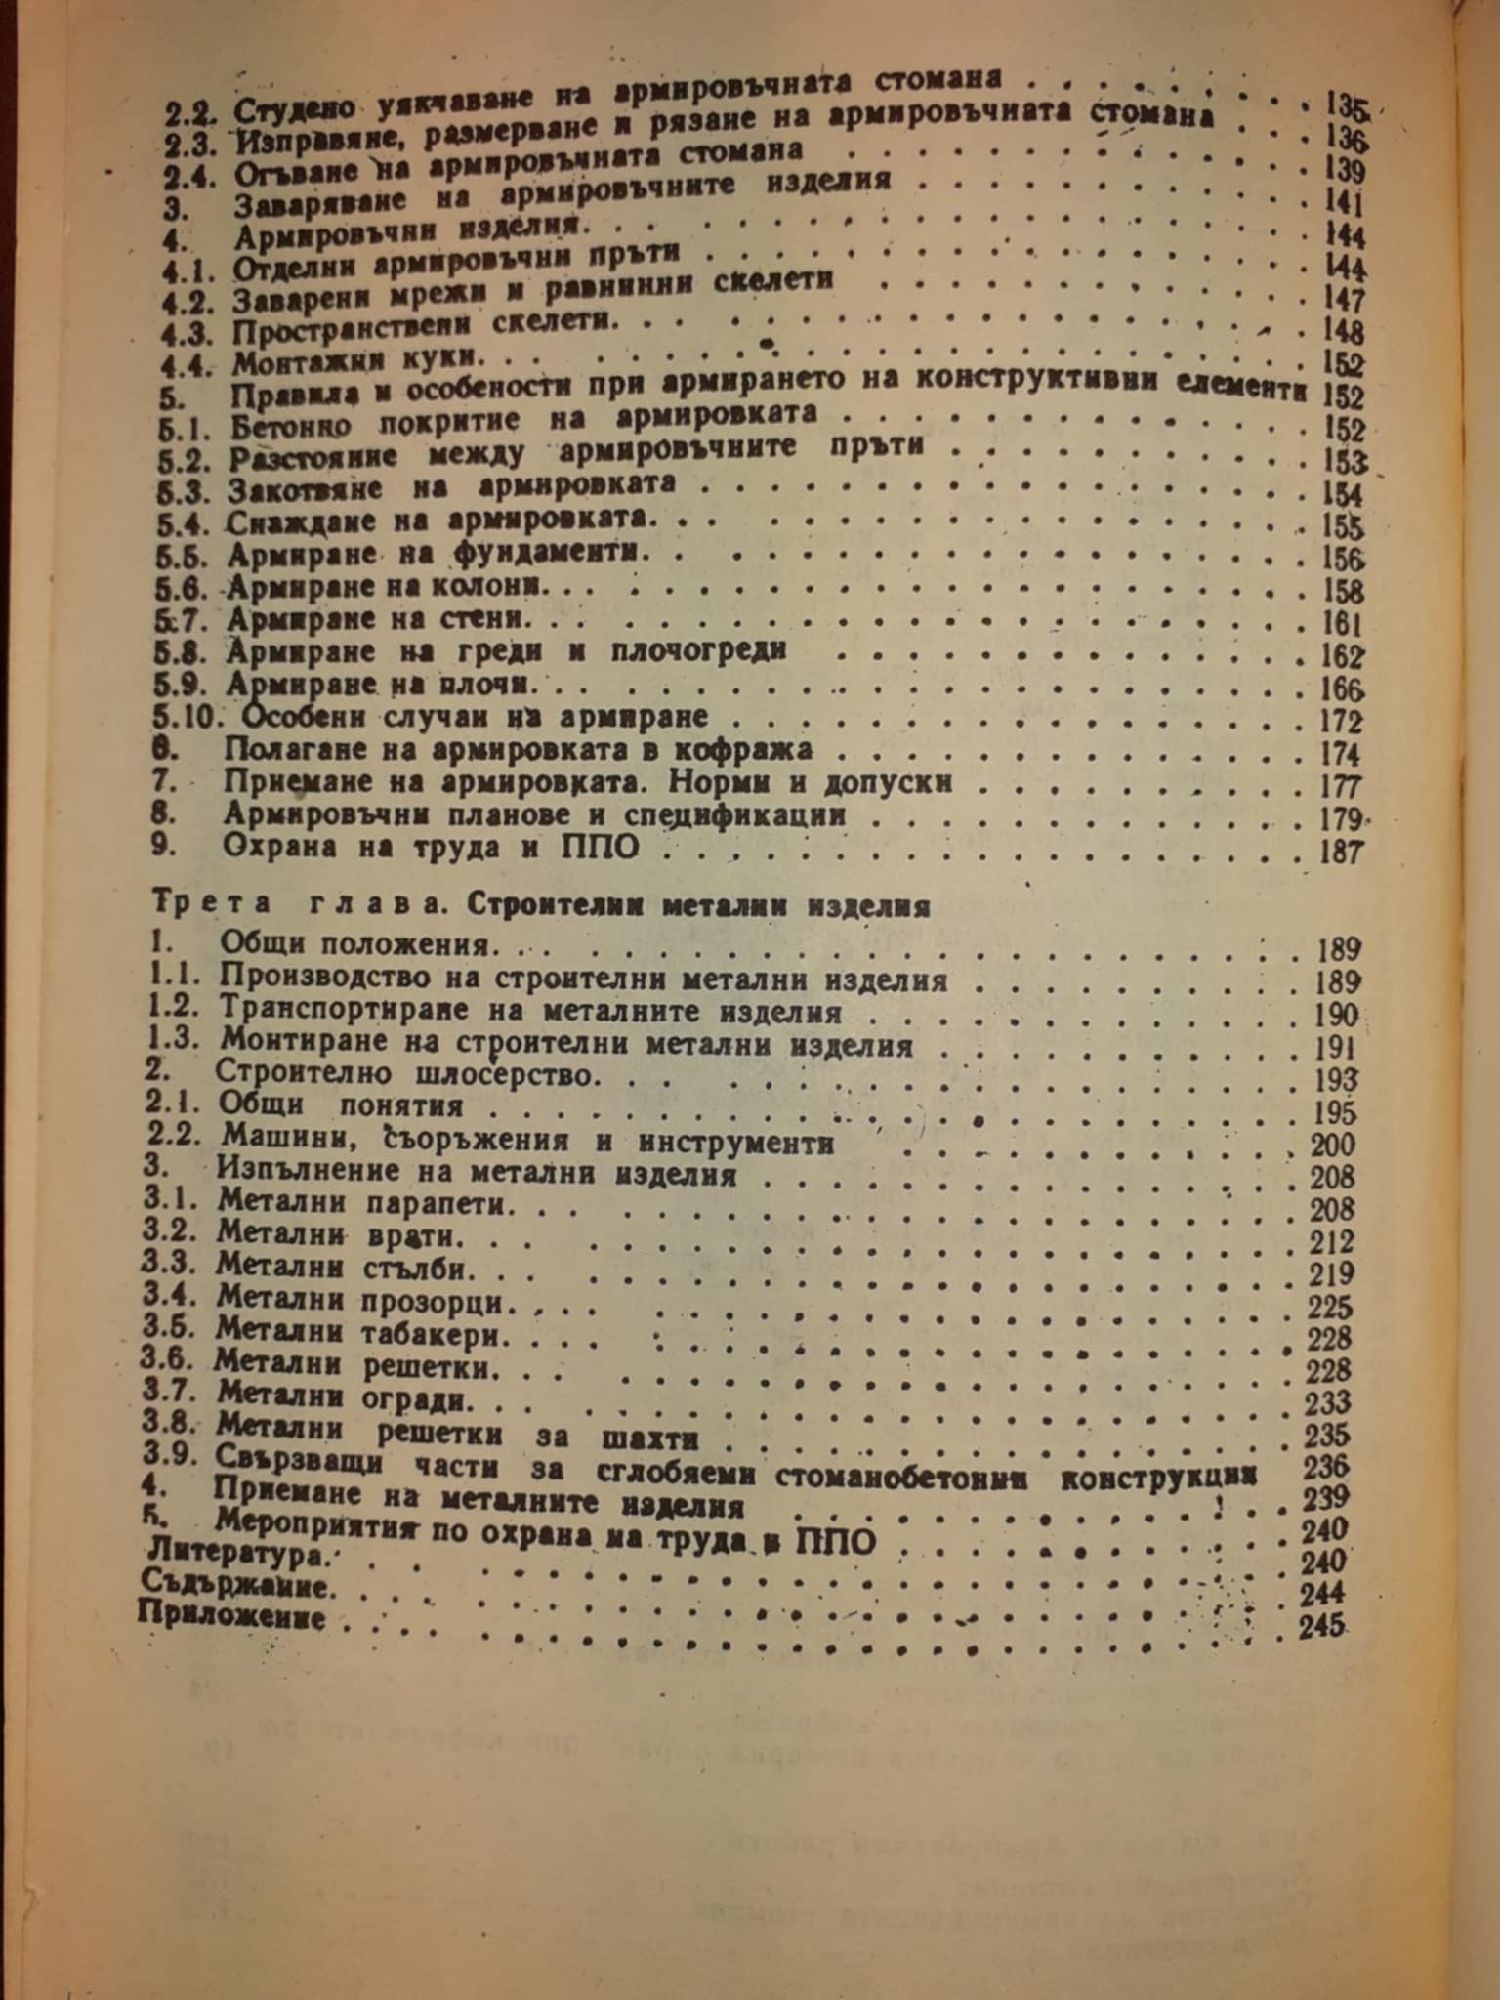 2.2. Студено уякчаване на армировъчната стомана . . . . . . . . . . 135
2.3. Изправяне, размерване и рязане на армировъчната стомана . . . 136
2.4. Огъване на армировъчната стомана . . . . . . . . . . . . . . 139
3. Заваряване на армировъчните изделия . . . . . . . . . . . . 141
4. Армировъчни изделия. . . . . . . . . . . . . . . . . . . . . 144
4.1. Отделни армировъчни пръти . . . . . . . . . . . . . . . . . . 144
4.2. Заварени мрежи и равнинни скелети . . . . . . . . . . . . . 147
4.3. Пространствени скелети. . . . . . . . . . . . . . . . . . . . 148
4.4. Монтажни куки. . . . . . . . . . . . . . . . . . . . . . . . 152
5. Правила и особености при армирането на конструктивни елементи 152
5.1. Бетонно покритие на армировката . . . . . . . . . . . . . . 152
5.2. Разстояние между армировъчните пръти . . . . . . . . . . . 153
5.3. Закотвяне на армировката . . . . . . . . . . . . . . . . . . 154
5.4. Снаждане на армировката. . . . . . . . . . . . . . . . . . . 155
5.5. Армиране на фундаменти. . . . . . . . . . . . . . . . . . . 156
5.6. Армиране на колони. . . . . . . . . . . . . . . . . . . . . . 158
5.7. Армиране на стени. . . . . . . . . . . . . . . . . . . . . . 161
5.8. Армиране на греди и плочогреди . . . . . . . . . . . . . . 162
5.9. Армиране на плочи. . . . . . . . . . . . . . . . . . . . . . 166
5.10. Особени случаи на армиране . . . . . . . . . . . . . . . . . 172
6. Полагане на армировката в кофража . . . . . . . . . . . . . . 174
7. Приемане на армировката. Норми и допуски . . . . . . . . . . 177
8. Армировъчни планове и спецификации . . . . . . . . . . . . . 179
9. Охрана на труда и ППО . . . . . . . . . . . . . . . . . . . 187
Трета глава. Строителни метални изделия
1. Общи положения. . . . . . . . . . . . . . . . . . . . . . . . 189
1.1. Производство на строителни метални изделия . . . . . . . . . . 189
1.2. Транспортиране на металните изделия . . . . . . . . . . . . . 190
1.3. Монтиране на строителни метални изделия . . . . . . . . . . . 191
2. Строително шлосерство. . . . . . . . . . . . . . . . . . . . 193
2.1. Общи понятия . . . . . . . . . . . . . . . . . . . . . . . . 195
2.2. Машини, съоръжения и инструменти . . . . . . . . . . . . 200
3. Изпълнение на метални изделия . . . . . . . . . . . . . . . . 208
3.1. Метални парапети. . . . . . . . . . . . . . . . . . . . . . . 208
3.2. Метални врати. . . . . . . . . . . . . . . . . . . . . . . . 212
3.3. Метални стълби. . . . . . . . . . . . . . . . . . . . . . . . 219
3.4. Метални прозорци. . . . . . . . . . . . . . . . . . . . . . . 225
3.5. Метални табакери. . . . . . . . . . . . . . . . . . . . . . . 228
3.6. Метални решетки. . . . . . . . . . . . . . . . . . . . . . . 228
3.7. Метални огради. . . . . . . . . . . . . . . . . . . . . . . . 233
3.8. Метални решетки за шахти . . . . . . . . . . . . . . . . . 235
3.9. Свързващи части за сглобяеми стоманобетонни конструкции 236
4. Приемане на металните изделия . . . . . . . . . . . . . . . 239
5. Мероприятия по охрана на труда и ППО . . . . . . . . . . . . 240
Литература. . . . . . . . . . . . . . . . . . . . . . . . . . . . 240
Съдържание. . . . . . . . . . . . . . . . . . . . . . . . . . . . 244
Приложение . . . . . . . . . . . . . . . . . . . . . . . . . . . 245